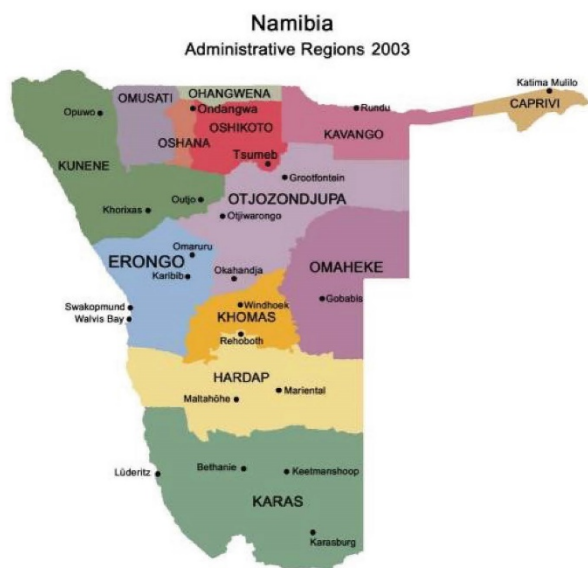 Namibia
Administrative Regions 2003
Katima Mulilo
CAPRIVI
OHANGWENA
OMUSATI
Ondangwa
Opuwo
Rundu
OSHIKOTO
KAVANGO
OSHANA
Tsumeb
KUNENE
Grootfontain
OTJOZONDJUPA
Outjo
Khorixas
Otjiwarongo
Omaruru
ERONGO
OMAHEKE
Karibib
Okahandja
Gobabis
Swakopmund
Windhoek
Walvis Bay
KHOMAS
Rehoboth
HARDAP
Mariental
Maltahöhe
Bethanie
Keetmanshoop
Lüderitz
KARAS
Karasburg